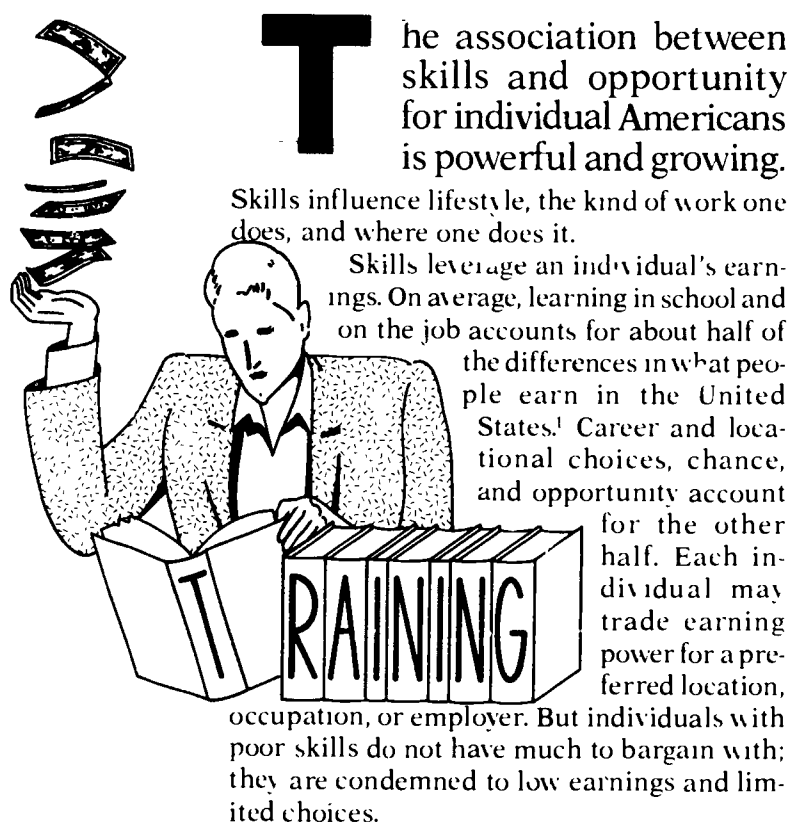 The association between
skills and opportunity
for individual Americans
is powerful and growing.
Skills influence lifestyle, the kind of work one
does, and where one does it.
Skills leverage an individual's earn-
ings. On average, learning in school and
on the job accounts for about half of
the differences in what peo-
ple earn in the United
States.¹ Career and loca-
tional choices, chance,
and opportunity account
for the other
half. Each in-
dividual may
trade earning
power for a pre-
ferred location,
occupation, or employer. But individuals with
poor skills do not have much to bargain with;
they are condemned to low earnings and lim-
ited choices.
TRAINING